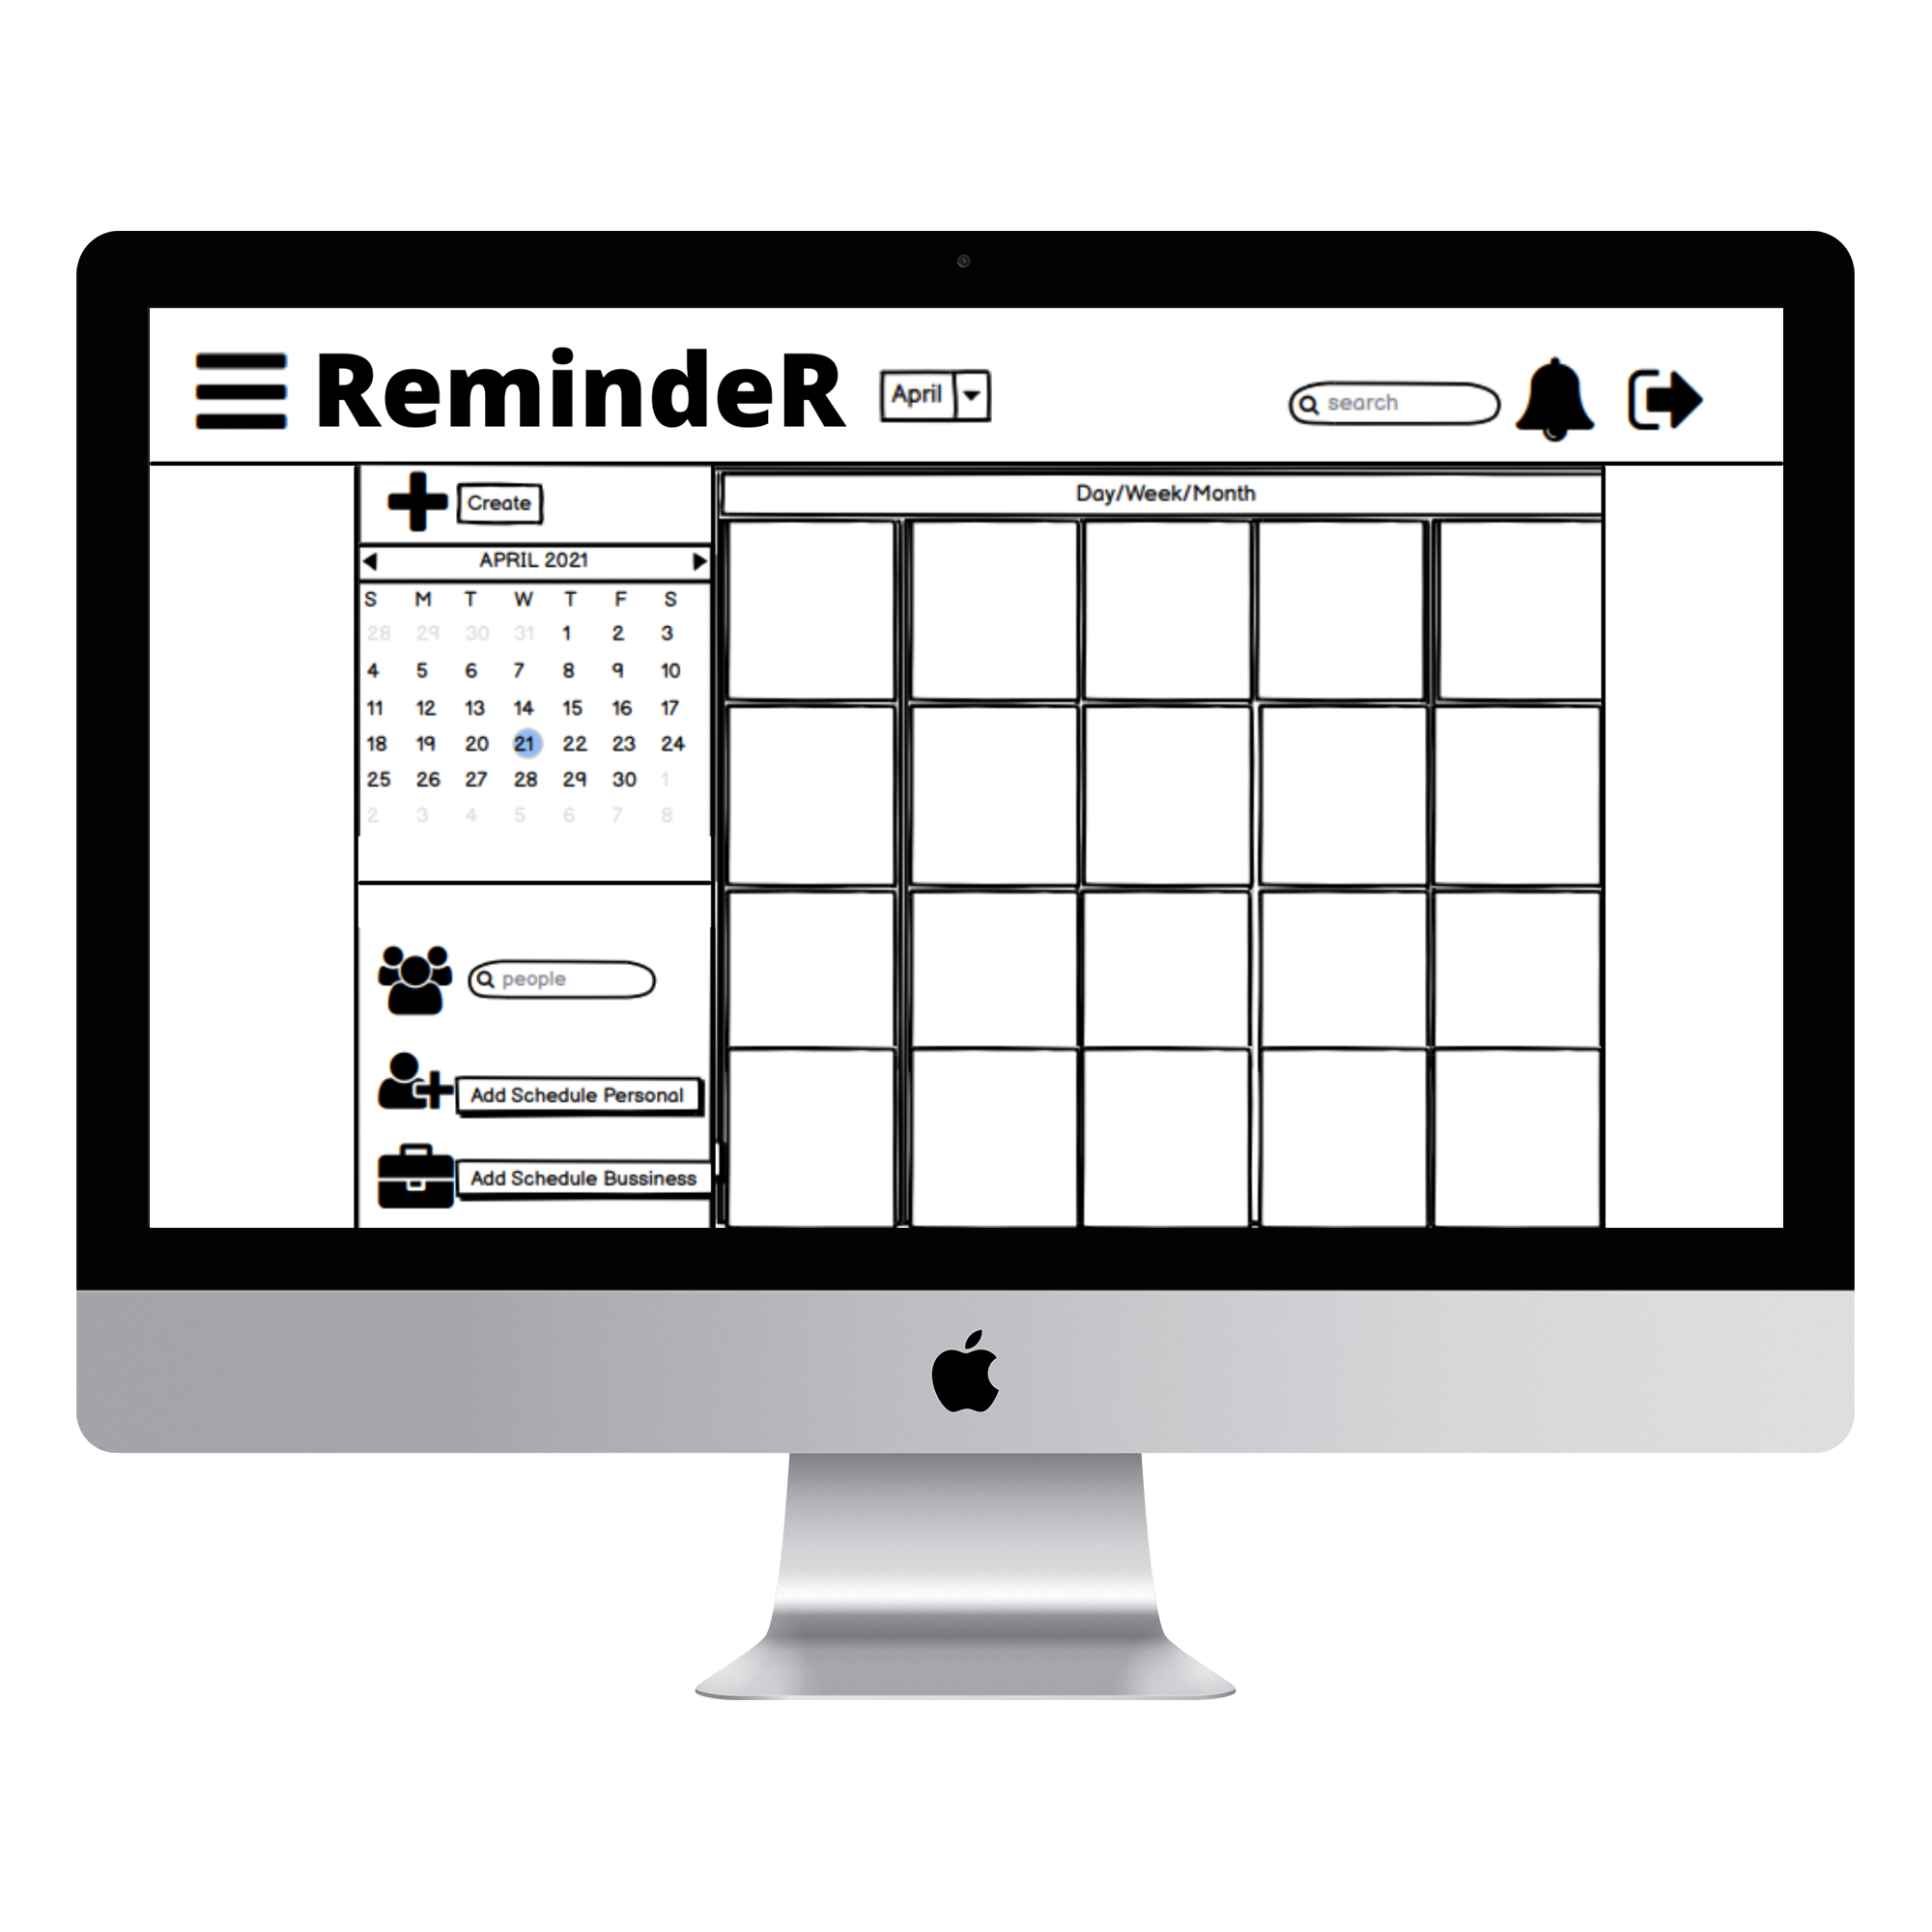 RemindeR
April
search
Create
Day/Week/Month
APRIL 2021
S M T W T F S
28 29 30 31 1 2 3
4 5 6 7 8 9 10
11 12 13 14 15 16 17
18 19 20 21 22 23 24
25 26 27 28 29 30 1
2 3 4 5 6 7 8
people
Add Schedule Personal
Add Schedule Bussiness